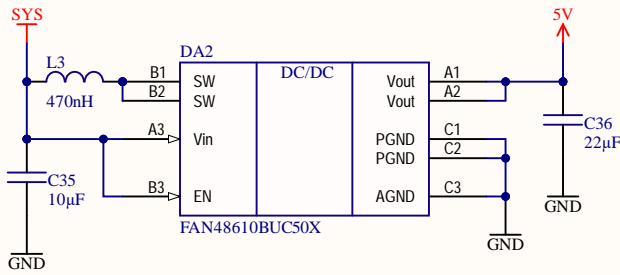 SYS
5V
L3
470nH
DA2
DC/DC
B1
SW
B2
SW
A3
Vin
B3
EN
Vout
A1
Vout
A2
PGND
C1
PGND
C2
AGND
C3
C35
10µF
C36
22µF
FAN48610BUC50X
GND
GND
GND